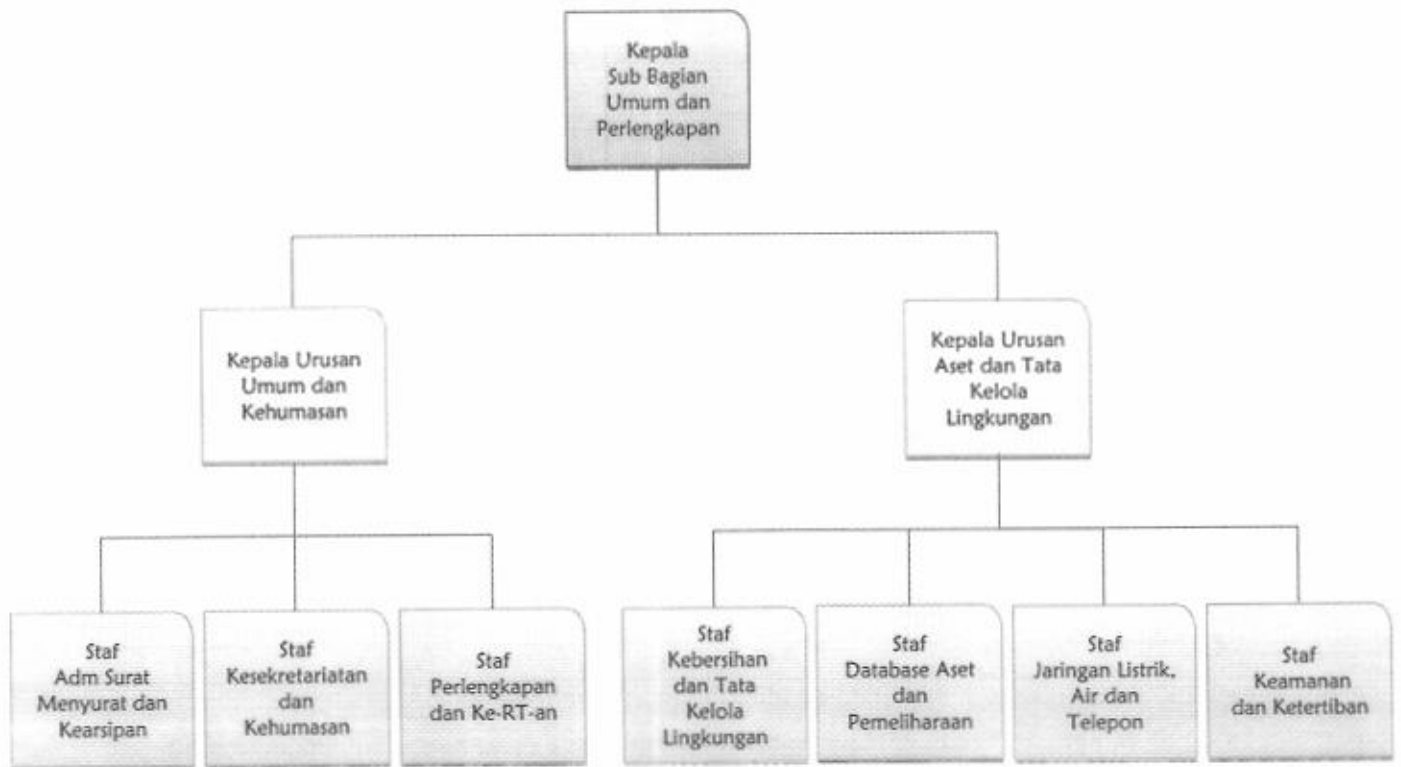 Kepala
Sub Bagian
Umum dan
Perlengkapan
Kepala Urusan
Umum dan
Kehumasan
Kepala Urusan
Aset dan Tata
Kelola
Lingkungan
Staf
Adm Surat
Menyurat dan
Kearsipan
Staf
Kesekretariatan
dan
Kehumasan
Staf
Perlengkapan
dan Ke-RT-an
Staf
Kebersihan
dan Tata
Kelola
Lingkungan
Staf
Database Aset
dan
Pemeliharaan
Staf
Jaringan Listrik,
Air dan
Telepon
Staf
Keamanan
dan Ketertiban